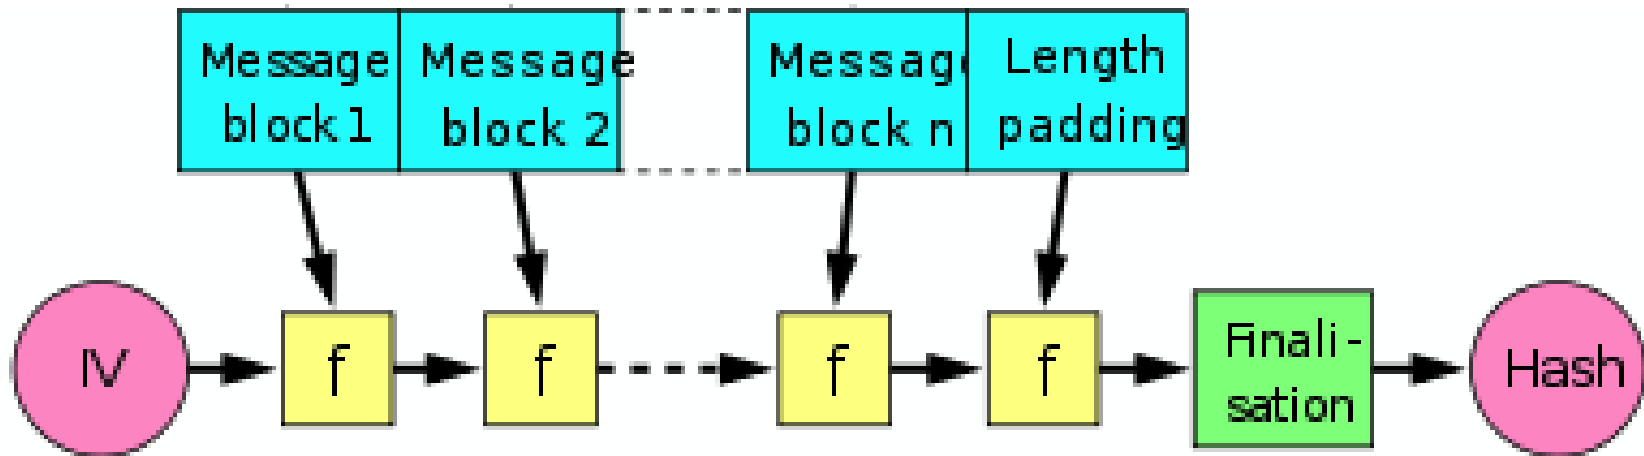 Message
block 1
Message
block 2
Message
block n
Length
padding
IV
f
f
f
f
Finali-
sation
Hash